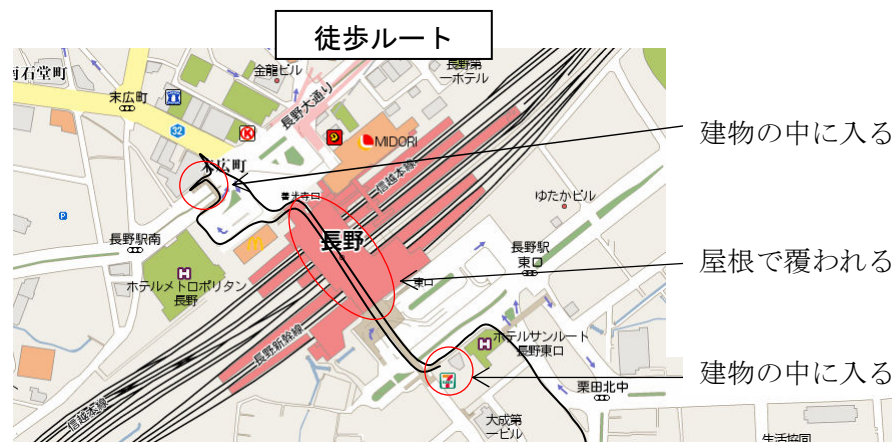 徒歩ルート
南石堂町
金龍ビル
長野第
一ホテル
末広町
長野大通り
32
K
MIDORI
建物の中に入る
末広町
信越本線
善光寺口
ゆたかビル
P
長野駅南
長野
長野駅
東口
屋根で覆われる
H
ホテルメトロポリタン
長野
東口
長野新幹線
H
ホテルサンルート
長野東口
7
建物の中に入る
栗田北中
信越本線
大成第
一ビル
生活協同